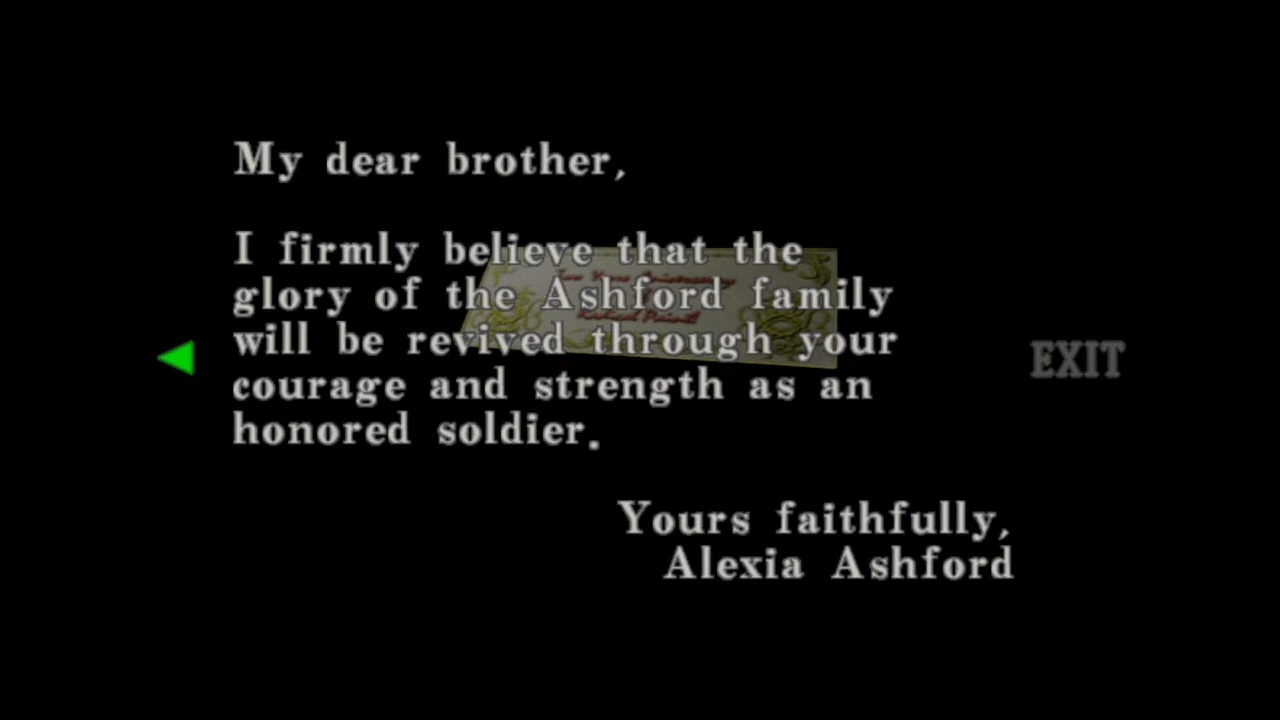 My dear brother,
I firmly believe that the
glory of the Ashford family
will be revived through your
courage and strength as an
honored soldier.
Yours faithfully,
Alexia Ashford
EXIT